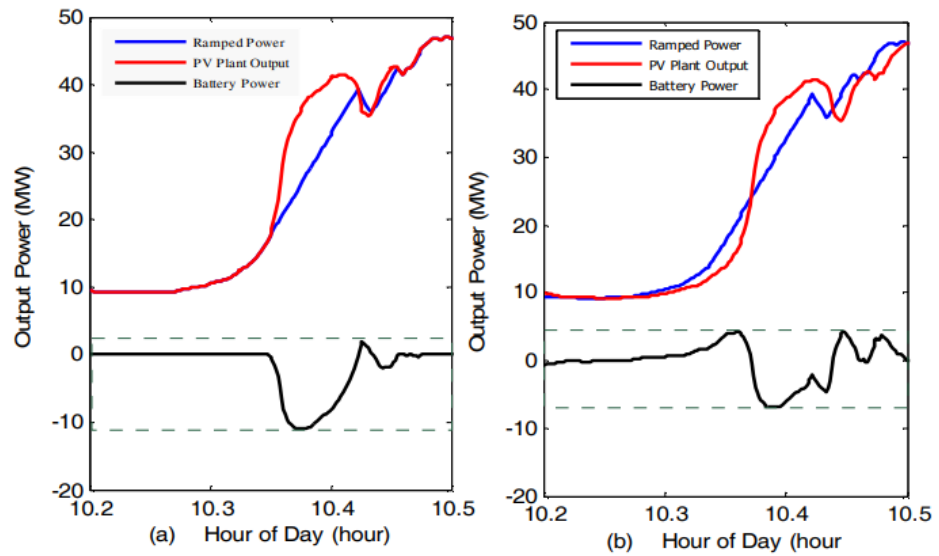 50
40
30
20
10
0
-10
-20
Output Power (MW)
Ramped Power
PV Plant Output
Battery Power
10.2
10.3
10.4
10.5
(a) Hour of Day (hour)
50
40
30
20
10
0
-10
-20
Output Power (MW)
Ramped Power
PV Plant Output
Battery Power
10.2
10.3
10.4
10.5
(b) Hour of Day (hour